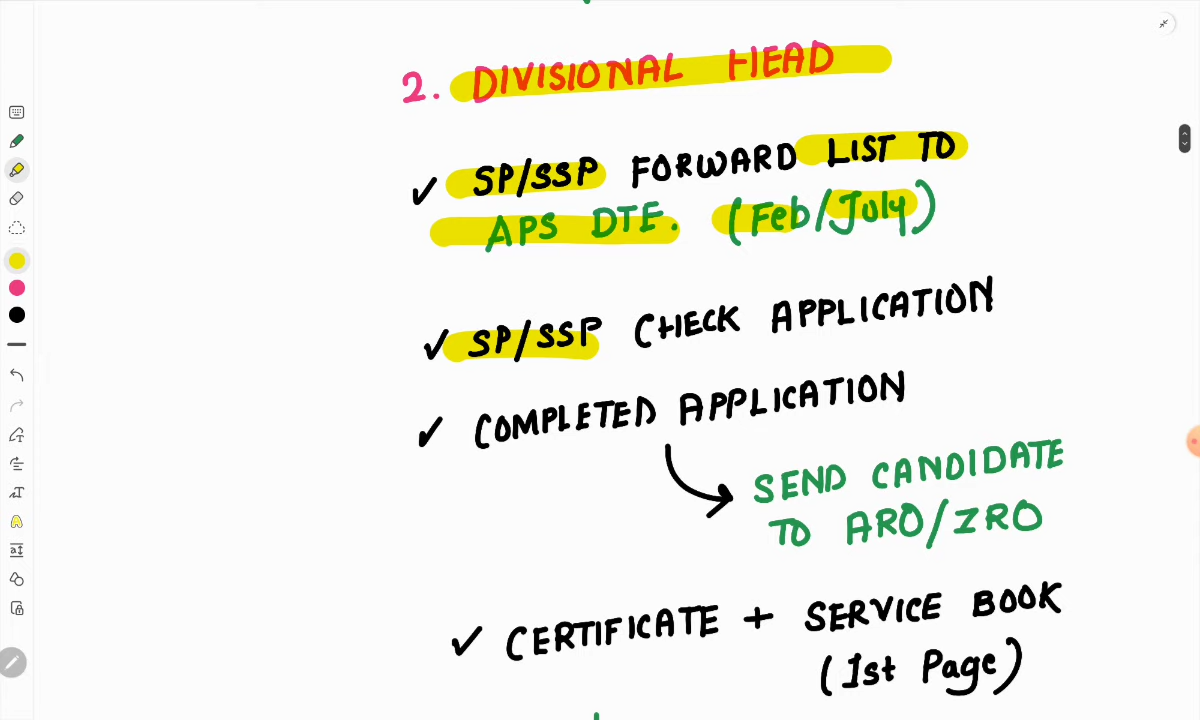 2. DIVISIONAL HEAD
✓ SP/SSP FORWARD LIST TO
APS DTE. (Feb/July)
✓ SP/SSP CHECK APPLICATION
✓ COMPLETED APPLICATION
SEND CANDIDATE
TO ARO/ZRO
✓ CERTIFICATE + SERVICE BOOK
(1st Page)